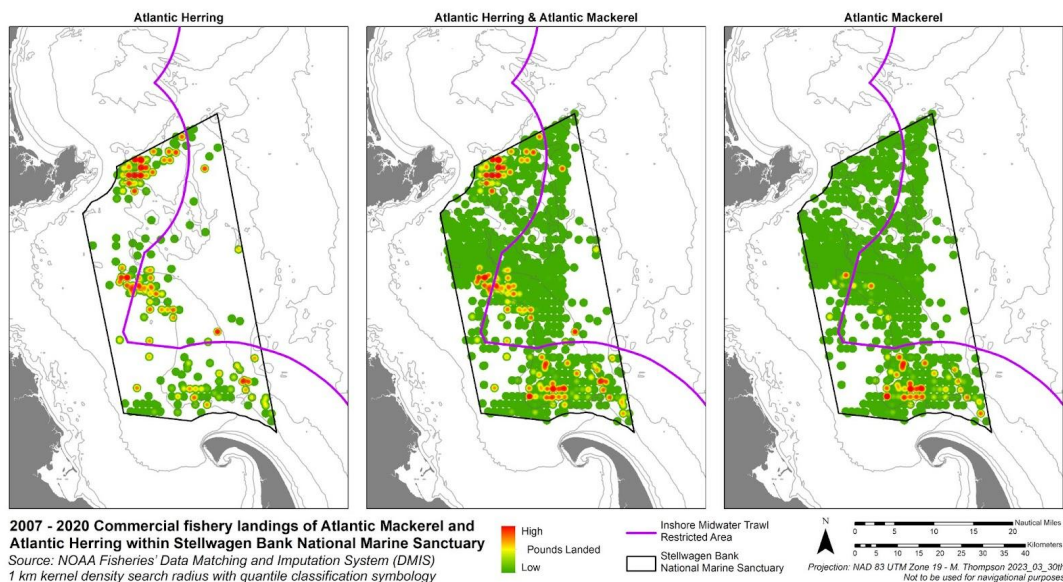 Atlantic Herring
Atlantic Herring & Atlantic Mackerel
Atlantic Mackerel
2007 - 2020 Commercial fishery landings of Atlantic Mackerel and
Atlantic Herring within Stellwagen Bank National Marine Sanctuary
Source: NOAA Fisheries' Data Matching and Imputation System (DMIS)
1 km kernel density search radius with quantile classification symbology
High
Pounds Landed
Low
Inshore Midwater Trawl
Restricted Area
Stellwagen Bank
National Marine Sanctuary
N
0 5 10 20
Nautical Miles
0 5 10 15 20 25 30 35 40
Kilometers
Projection: NAD 83 UTM Zone 19 - M. Thompson 2023_03_30
Not to be used for navigational purposes